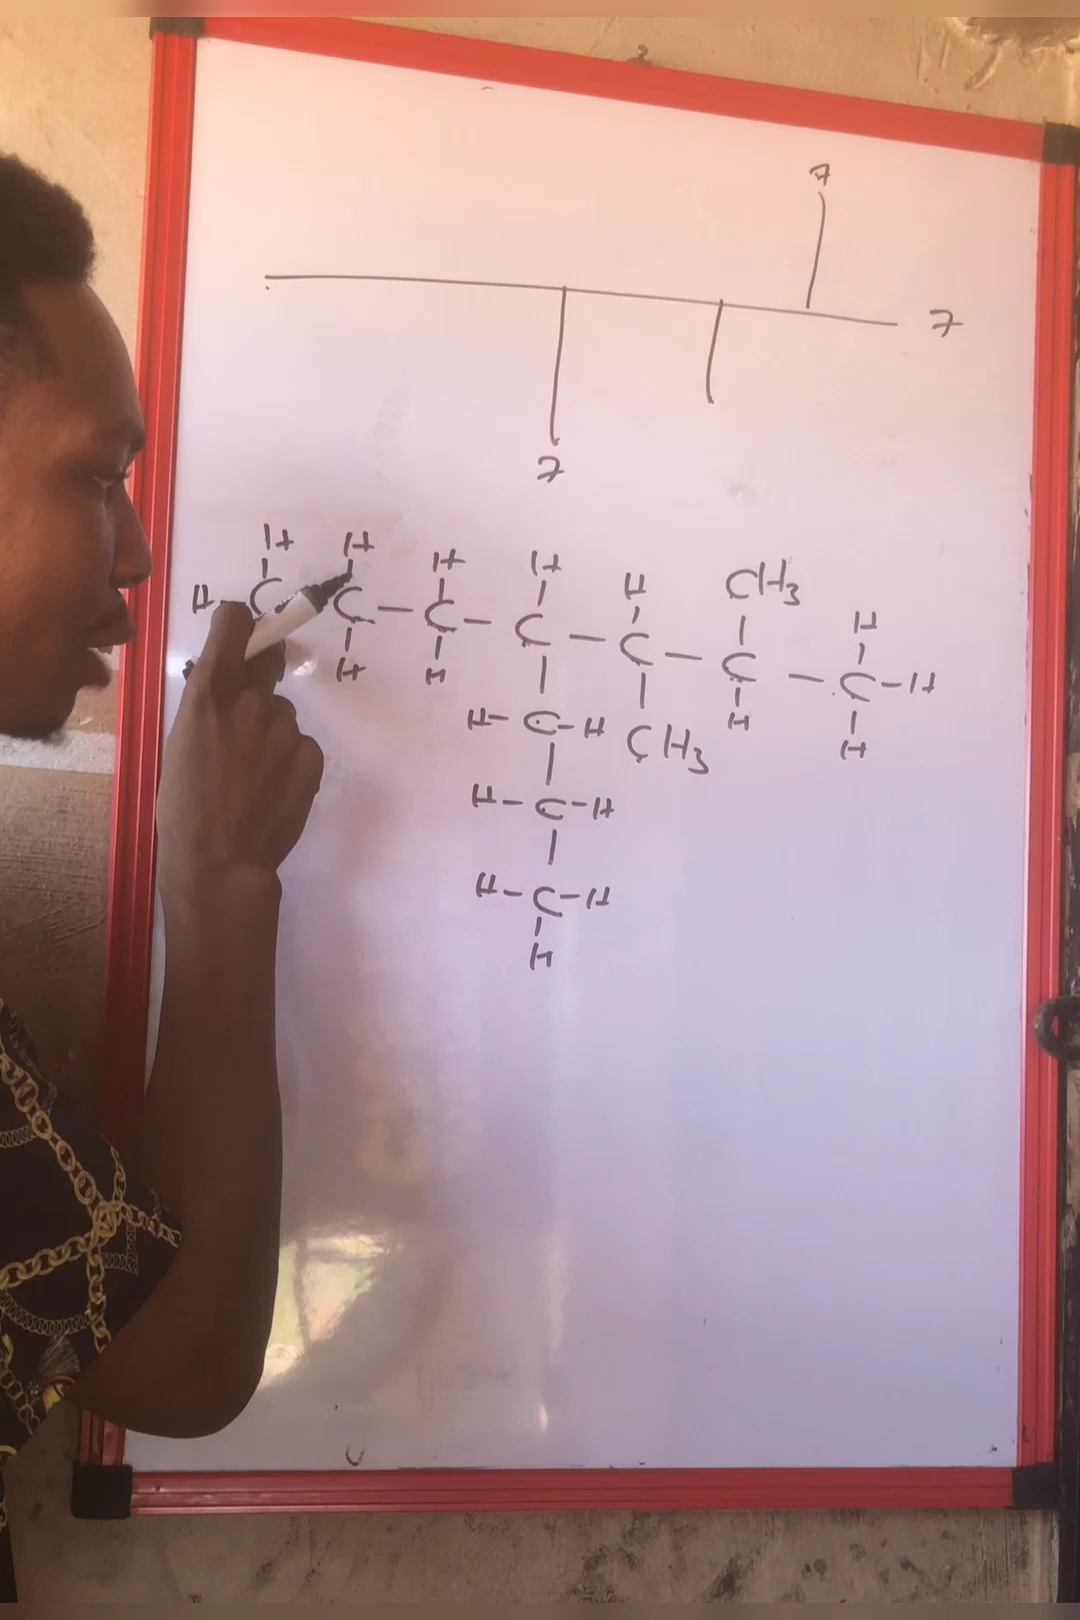 7
7
7
H H H H H CH3 H
H-C C-C-C-C-C-C-H
H H H H
H-C-H CH3
H-C-H
H-C-H
H